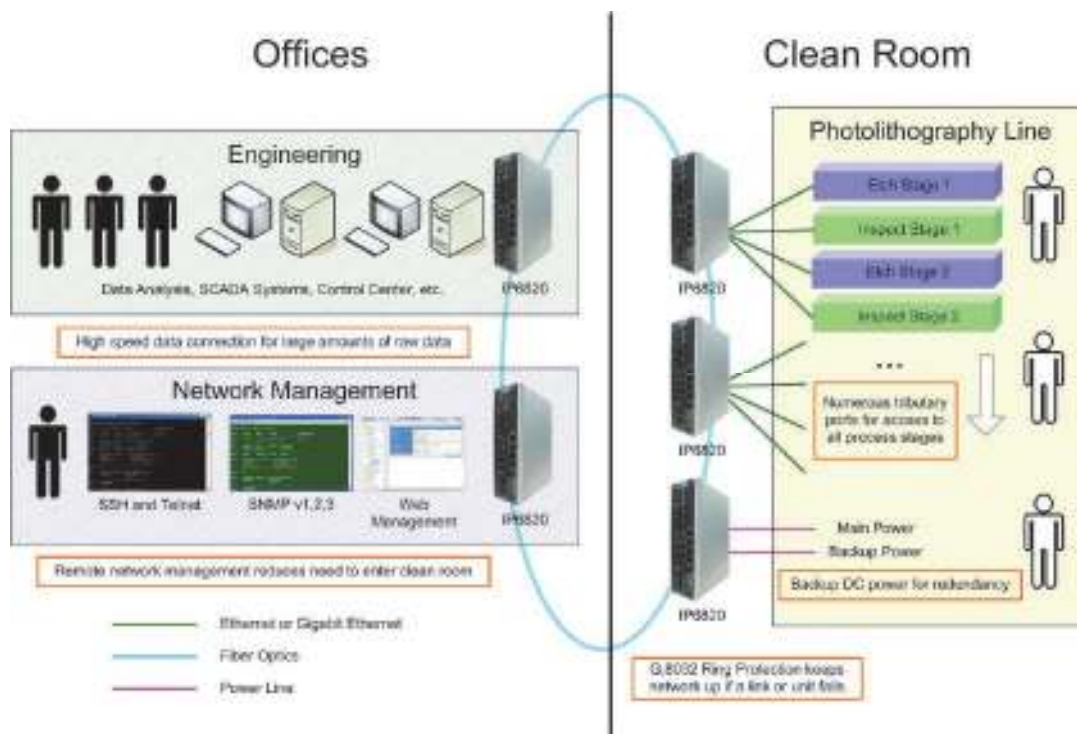 Offices
Clean Room
Engineering
Data Analysis, SCADA Systems, Control Center, etc.
IP6820
High speed data connection for large amounts of raw data
Network Management
SSH and Telnet
SNMP v1,2,3
Web
Management
IP6820
Remote network management reduces need to enter clean room
Ethernet or Gigabit Ethernet
Fiber Optics
Power Line
Photolithography Line
Etch Stage 1
Inspect Stage 1
Etch Stage 2
Inspect Stage 2
IP6820
...
Numerous tributary
ports for access to
all process stages
IP6820
Main Power
Backup Power
Backup DC power for redundancy
IP6820
G.8032 Ring Protection keeps
network up if a link or unit fails